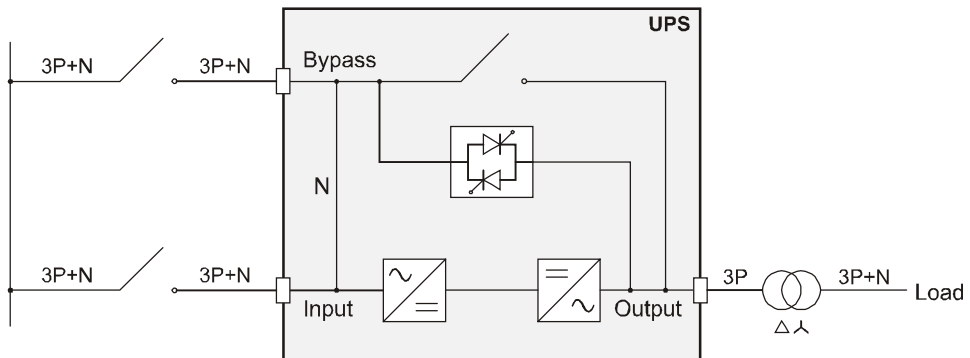 UPS
3P+N
3P+N
Bypass
N
3P+N
3P+N
Input
Output
3P
3P+N
Load